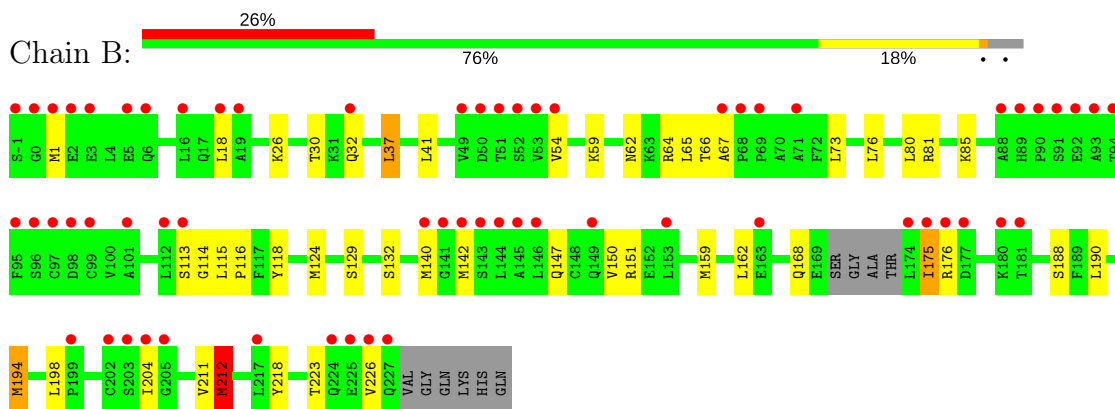 26%
Chain B:
76% 18% • •
S-1 G0 M1 E2 E3 L4 E5 Q6 L16 Q17 L18 A19 K26 T30 K31 Q32 L37 L41 V49 D50 T51 S52 V53 V54 K59 N62 K63 R64 L65 T66 A67 P68 P69 A70 A71 F72 L73 L76 L80 R81 K85 A88 H89 P90 S91 E92 A93 T94
F95 S96 C97 D98 C99 V100 A101 L112 S113 G114 L115 P116 F117 Y118 M124 S129 S132 M140 G141 M142 S143 L144 A145 L146 Q147 C148 Q149 V150 R151 E152 L153 M159 L162 E163 Q168 E169 SER GLY ALA THR L174 I175 R176 D177 K180 T181 S188 F189 L190
M194 L198 P199 C202 S203 I204 G205 V211 M212 L217 Y218 T223 Q224 E225 V226 Q227 VAL GLY GLN LYS HIS GLN